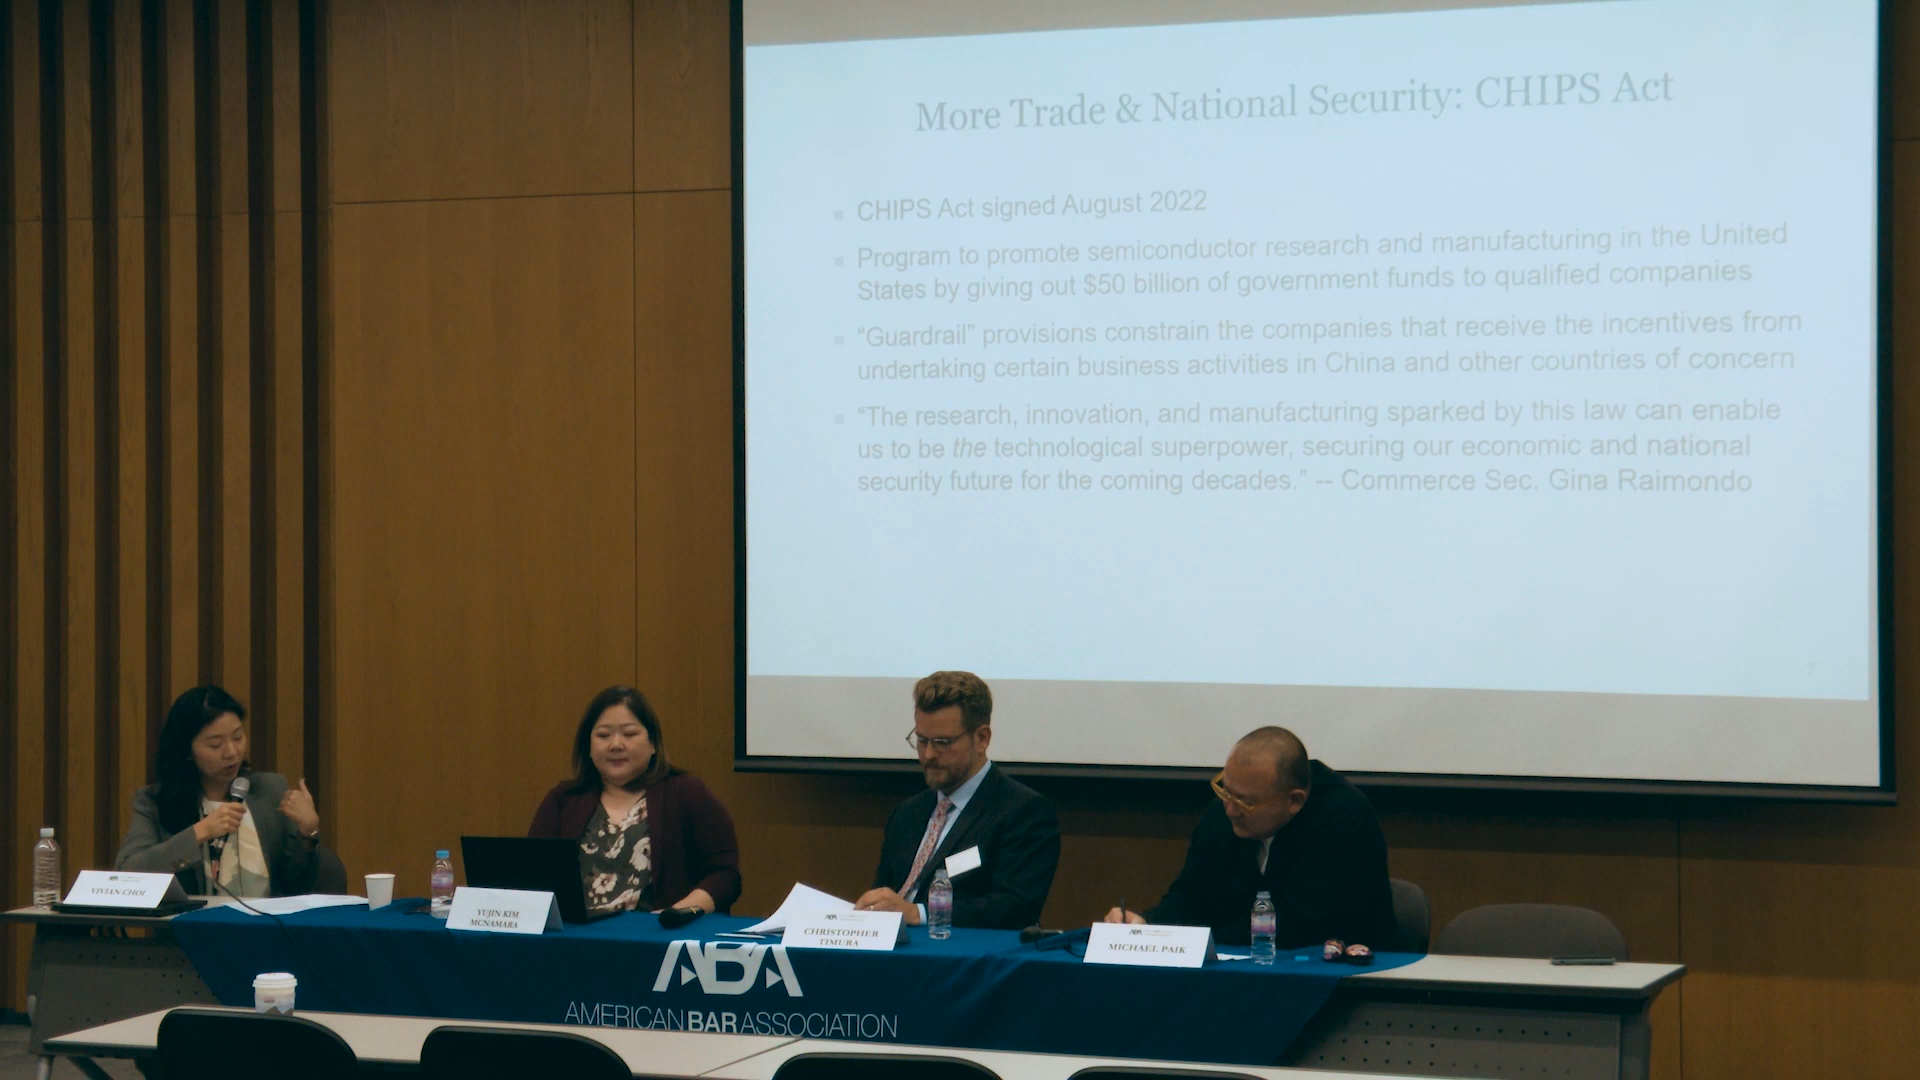 More Trade & National Security: CHIPS Act
CHIPS Act signed August 2022
Program to promote semiconductor research and manufacturing in the United
States by giving out $50 billion of government funds to qualified companies
“Guardrail” provisions constrain the companies that receive the incentives from
undertaking certain business activities in China and other countries of concern
“The research, innovation, and manufacturing sparked by this law can enable
us to be the technological superpower, securing our economic and national
security future for the coming decades.” -- Commerce Sec. Gina Raimondo
VIVIAN CHOI
YUJIN KIM
MCNAMARA
ABA
CHRISTOPHER
TIMURA
ABA
MICHAEL PAIK
ABA
AMERICAN BAR ASSOCIATION